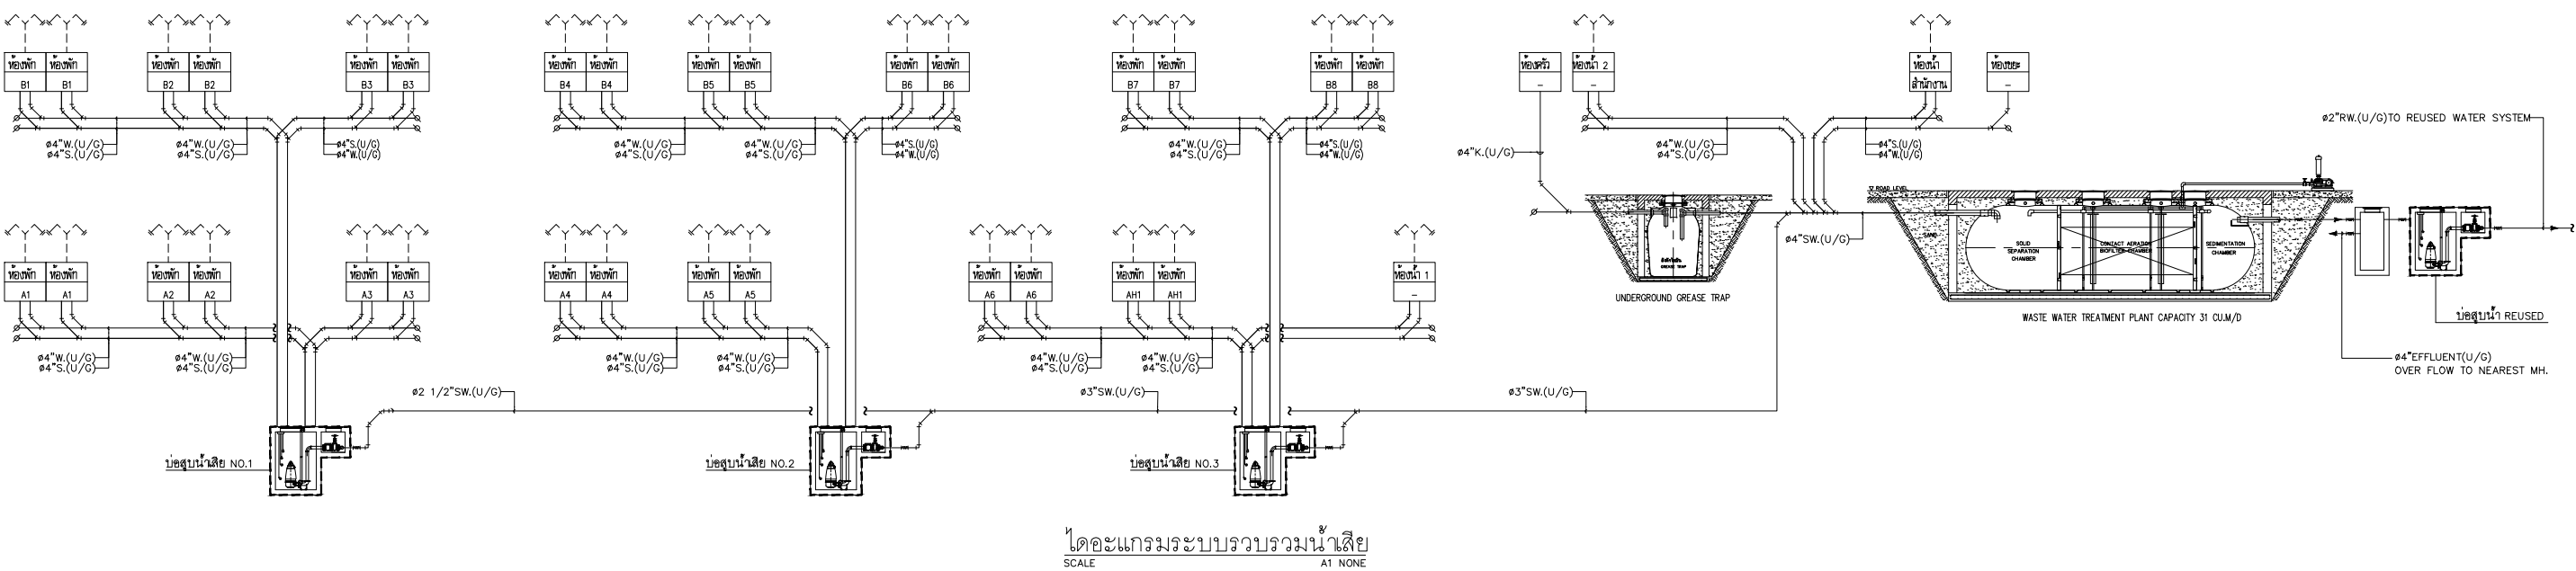 ห้องพัก ห้องพัก ห้องพัก ห้องพัก ห้องพัก ห้องพัก ห้องพัก ห้องพัก ห้องพัก ห้องพัก ห้องพัก ห้องพัก ห้องพัก ห้องพัก ห้องพัก ห้องพัก ห้องครัว ห้องน้ำ 2 ห้องน้ำ ห้องขยะ
B1 B1 B2 B2 B3 B3 B4 B4 B5 B5 B6 B6 B7 B7 B8 B8 - - สำนักงาน -
ø2"RW.(U/G)TO REUSED WATER SYSTEM
ø4"W.(U/G) ø4"W.(U/G) ø4"S.(U/G) ø4"W.(U/G) ø4"W.(U/G) ø4"S.(U/G) ø4"W.(U/G) ø4"S.(U/G) ø4"W.(U/G) ø4"S.(U/G)
ø4"S.(U/G) ø4"S.(U/G) ø4"W.(U/G) ø4"S.(U/G) ø4"S.(U/G) ø4"W.(U/G) ø4"S.(U/G) ø4"W.(U/G) ø4"K.(U/G) ø4"S.(U/G) ø4"W.(U/G)
ROAD LEVEL
ø4"SW.(U/G)
SAND
SOLID
SEPARATION
CHAMBER
CONTACT AERATION
BIOFILTER CHAMBER
SEDIMENTATION
CHAMBER
ถังดักไขมัน
GREASE TRAP
UNDERGROUND GREASE TRAP
WASTE WATER TREATMENT PLANT CAPACITY 31 CU.M/D
บ่อสูบน้ำ REUSED
ห้องพัก ห้องพัก ห้องพัก ห้องพัก ห้องพัก ห้องพัก ห้องพัก ห้องพัก ห้องพัก ห้องพัก ห้องพัก ห้องพัก ห้องพัก ห้องพัก ห้องน้ำ 1
A1 A1 A2 A2 A3 A3 A4 A4 A5 A5 A6 A6 AH1 AH1 -
ø4"W.(U/G) ø4"W.(U/G) ø4"W.(U/G) ø4"W.(U/G) ø4"W.(U/G) ø4"W.(U/G)
ø4"S.(U/G) ø4"S.(U/G) ø4"S.(U/G) ø4"S.(U/G) ø4"S.(U/G) ø4"S.(U/G)
ø4"EFFLUENT(U/G)
OVER FLOW TO NEAREST MH.
ø2 1/2"SW.(U/G) ø3"SW.(U/G) ø3"SW.(U/G)
บ่อสูบน้ำเสีย NO.1 บ่อสูบน้ำเสีย NO.2 บ่อสูบน้ำเสีย NO.3
ไดอะแกรมระบบรวบรวมน้ำเสีย
SCALE A1 NONE